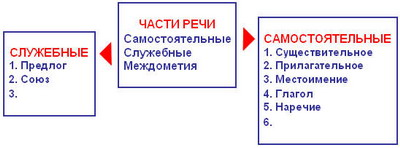 ЧАСТИ РЕЧИ
Самостоятельные
Служебные
Междометия
СЛУЖЕБНЫЕ
1. Предлог
2. Союз
3.
САМОСТОЯТЕЛЬНЫЕ
1. Существительное
2. Прилагательное
3. Местоимение
4. Глагол
5. Наречие
6.